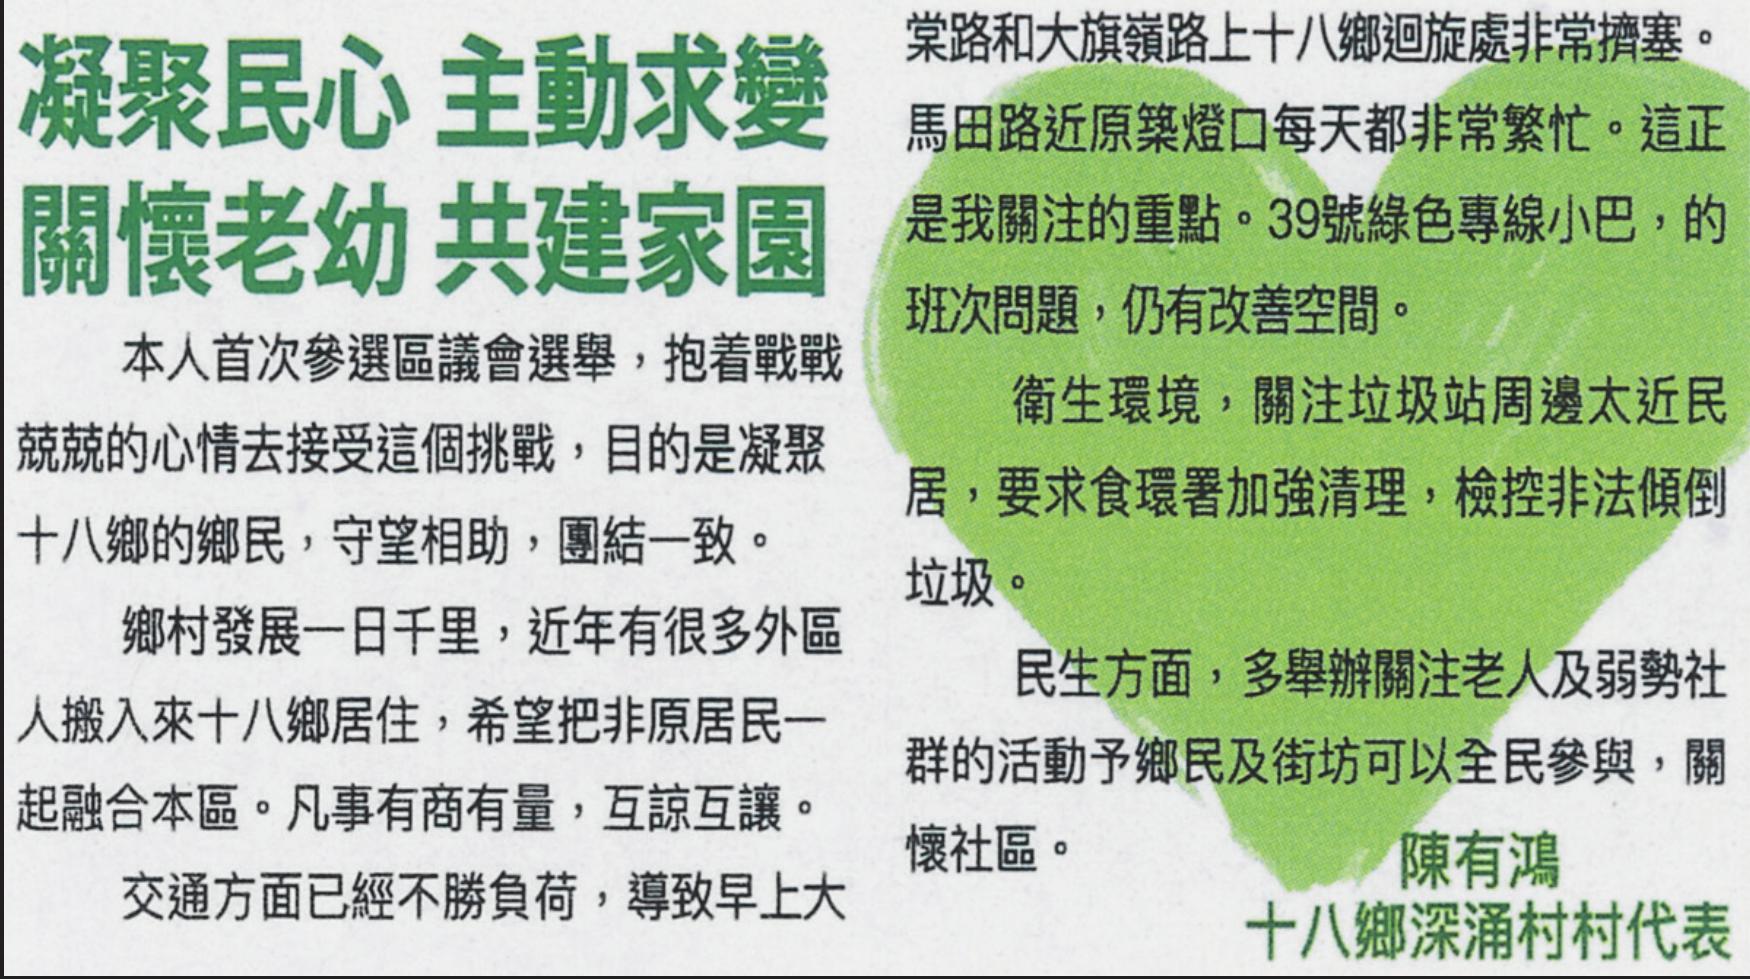 凝聚民心 主動求變
關懷老幼 共建家園
本人首次參選區議會選舉，抱着戰戰
兢兢的心情去接受這個挑戰，目的是凝聚
十八鄉的鄉民，守望相助，團結一致。
鄉村發展一日千里，近年有很多外區
人搬入來十八鄉居住，希望把非原居民一
起融合本區。凡事有商有量，互諒互讓。
交通方面已經不勝負荷，導致早上大
棠路和大旗嶺路上十八鄉迴旋處非常擠塞。
馬田路近原築燈口每天都非常繁忙。這正
是我關注的重點。39號綠色專線小巴，的
班次問題，仍有改善空間。
衛生環境，關注垃圾站周邊太近民
居，要求食環署加強清理，檢控非法傾倒
垃圾。
民生方面，多舉辦關注老人及弱勢社
群的活動予鄉民及街坊可以全民參與，關
懷社區。
陳有鴻
十八鄉深涌村村代表